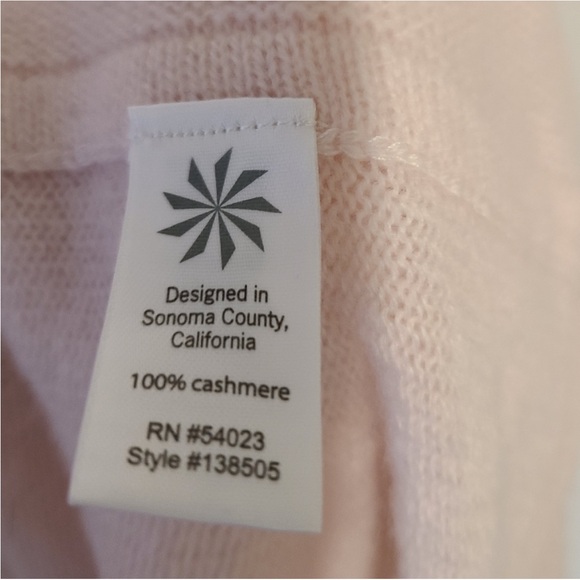 Designed in
Sonoma County,
California
100% cashmere
RN #54023
Style #138505